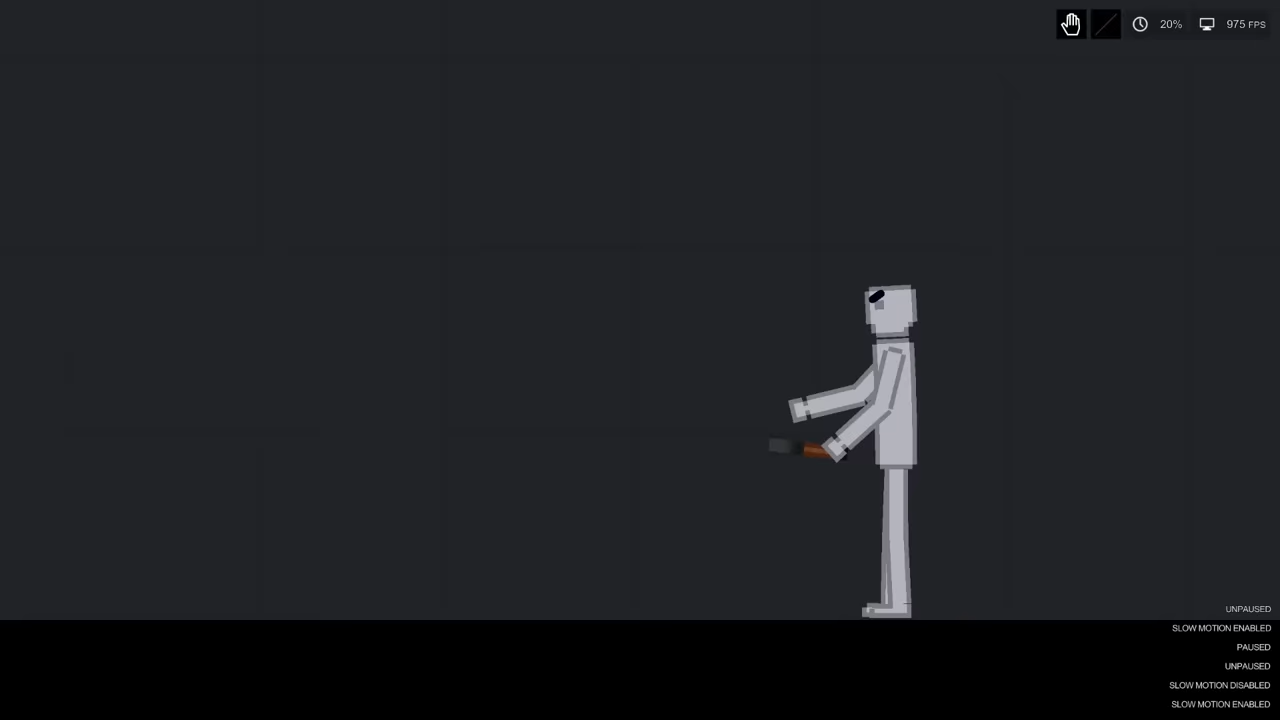 20% 975 FPS
UNPAUSED
SLOW MOTION ENABLED
PAUSED
UNPAUSED
SLOW MOTION DISABLED
SLOW MOTION ENABLED